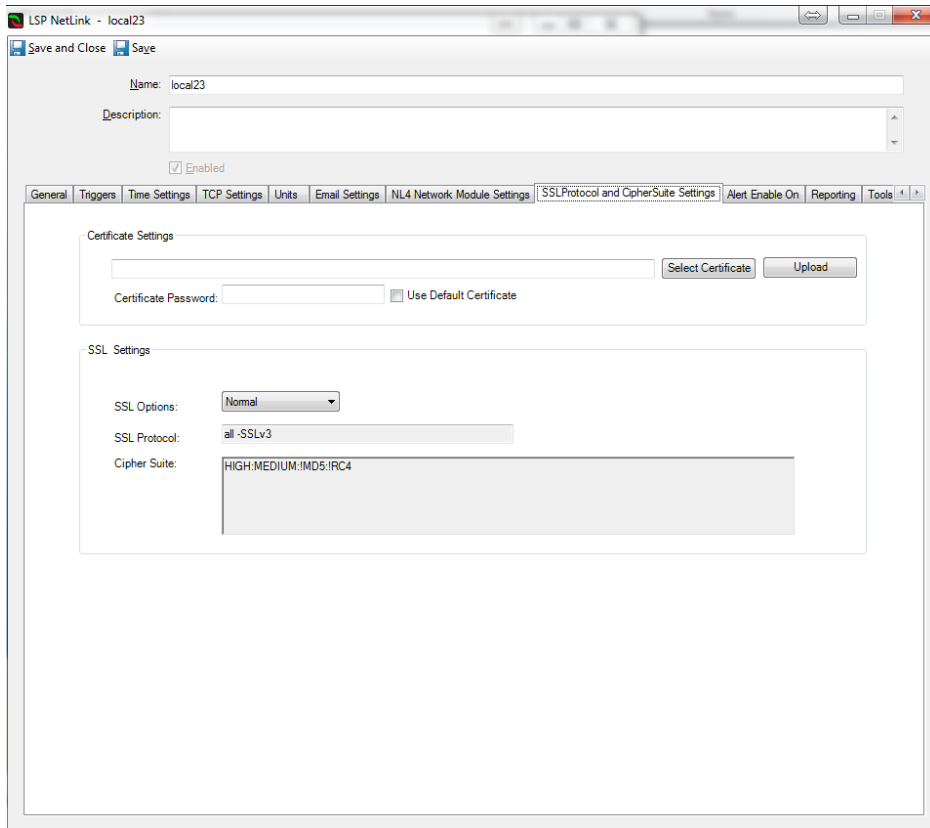 LSP NetLink - local23
Save and Close Save
Name: local23
Description:
Enabled
General Triggers Time Settings TCP Settings Units Email Settings NL4 Network Module Settings SSLProtocol and CipherSuite Settings Alert Enable On Reporting Tools
Certificate Settings
Select Certificate Upload
Certificate Password: Use Default Certificate
SSL Settings
SSL Options: Normal
SSL Protocol: all -SSLv3
Cipher Suite: HIGH:MEDIUM:!MD5:!RC4